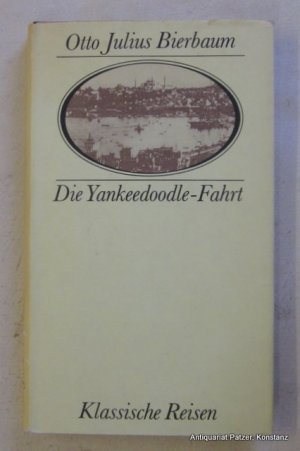 Otto Julius Bierbaum
Die Yankeedoodle-Fahrt
Klassische Reisen
Antiquariat Patzer, Konstanz